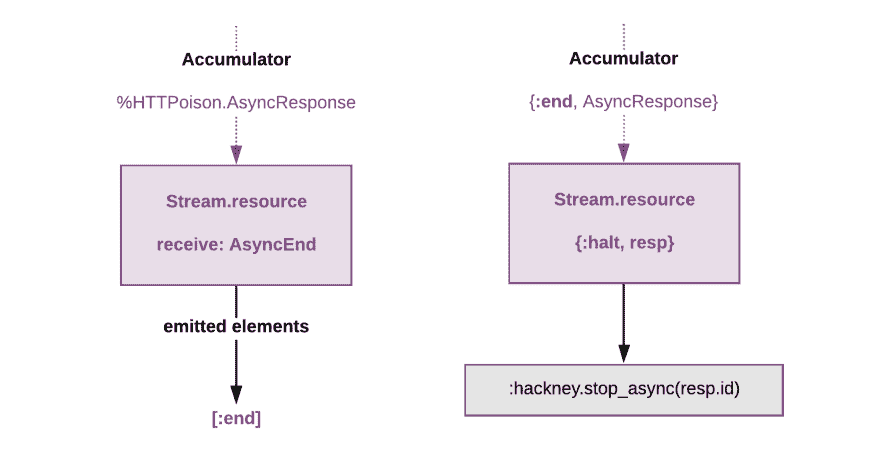 Accumulator
%HTTPoison.AsyncResponse
Stream.resource
receive: AsyncEnd
emitted elements
[:end]
Accumulator
{:end, AsyncResponse}
Stream.resource
{:halt, resp}
:hackney.stop_async(resp.id)